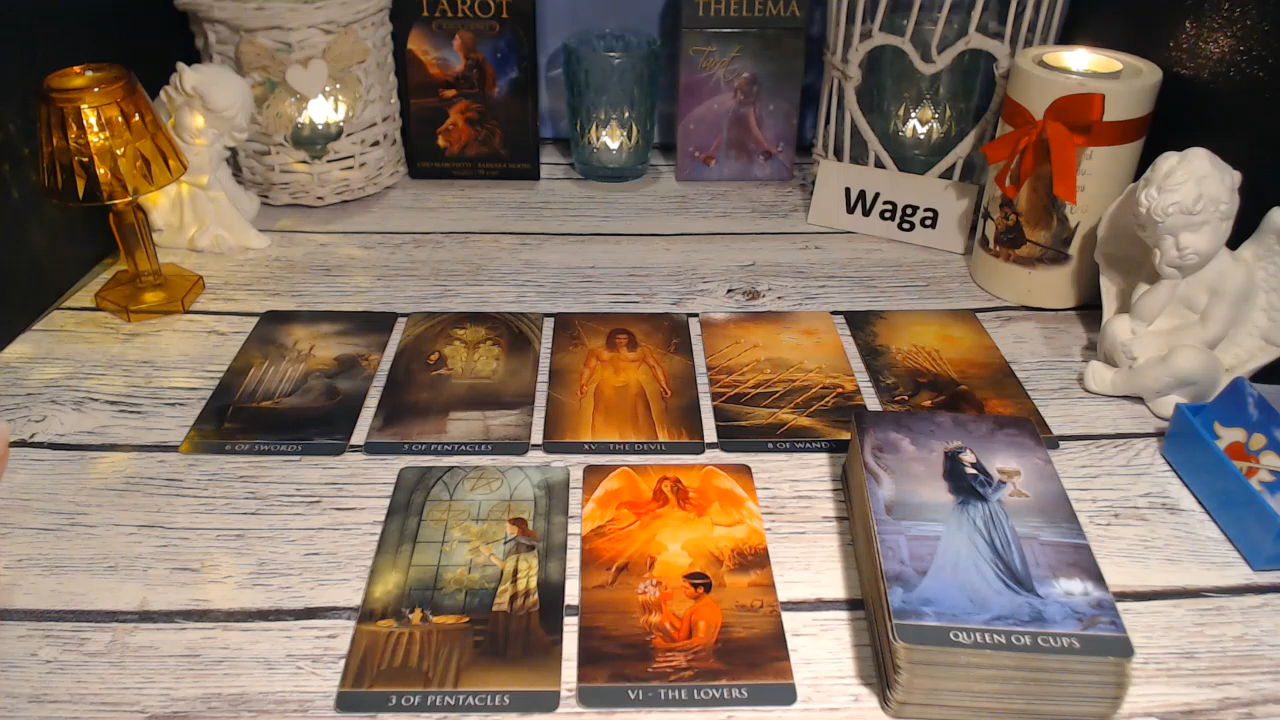 TAROT
THELEMA
Tarot
Waga
6 OF SWORDS
5 OF PENTACLES
XV - THE DEVIL
8 OF WANDS
3 OF PENTACLES
VI - THE LOVERS
QUEEN OF CUPS